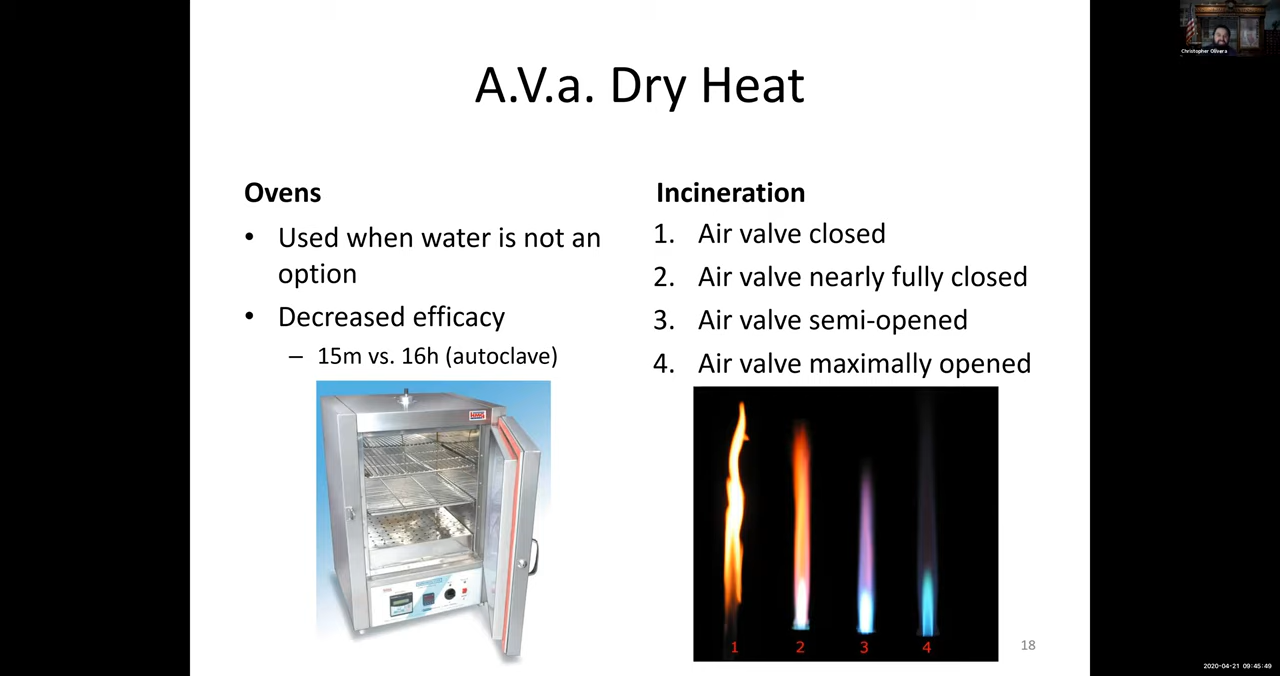 Christopher Olivera
A.V.a. Dry Heat
Ovens
• Used when water is not an
option
• Decreased efficacy
– 15m vs. 16h (autoclave)
Incineration
1. Air valve closed
2. Air valve nearly fully closed
3. Air valve semi-opened
4. Air valve maximally opened
1 2 3 4
18
2020-04-21 09:45:49